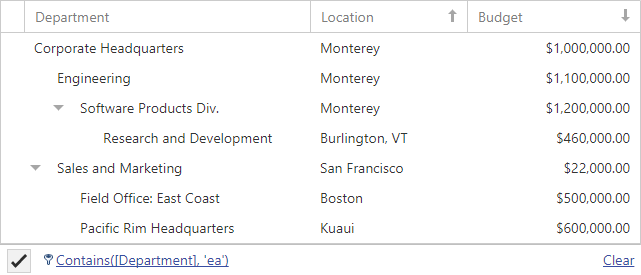 Department Location Budget
Corporate Headquarters Monterey $1,000,000.00
Engineering Monterey $1,100,000.00
Software Products Div. Monterey $1,200,000.00
Research and Development Burlington, VT $460,000.00
Sales and Marketing San Francisco $22,000.00
Field Office: East Coast Boston $500,000.00
Pacific Rim Headquarters Kuaui $600,000.00
Contains([Department], 'ea') Clear